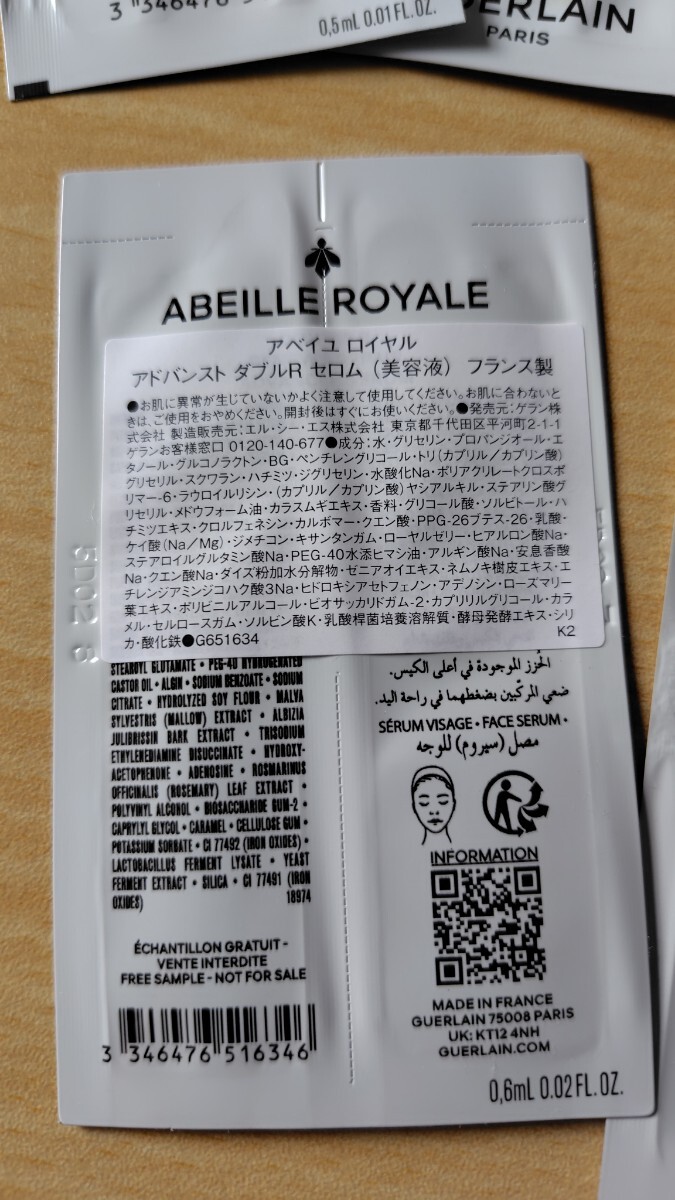 0,5mL 0.01 FL. OZ.
PARIS
ABEILLE ROYALE
アベイユ ロイヤル
アドバンスト ダブルR セロム（美容液） フランス製
●お肌に異常が生じていないかよく注意して使用してください。お肌に合わないと
きは、ご使用をおやめください。開封後はすぐにお使いください。●発売元：ゲラン株
式会社 製造販売元：エル・シー・エス株式会社 東京都千代田区平河町2-1-1
ゲランお客様窓口 0120-140-677●成分：水・グリセリン・プロパンジオール・エ
タノール・グルコノラクトン・BG・ペンチレングリコール・トリ（カプリル／カプリン酸）
グリセリル・スクワラン・ハチミツ・ジグリセリン・水酸化Na・ポリアクリレートクロスポ
リマー-6・ラウロイルリシン・（カプリル／カプリン酸）ヤシアルキル・ステアリン酸グ
リセリル・メドウフォーム油・カラスムギエキス・香料・グリコール酸・ソルビトール・ハ
チミツエキス・クロルフェネシン・カルボマー・クエン酸・PPG-26ブテス-26・乳酸・
ケイ酸（Na／Mg）・ジメチコン・キサンタンガム・ローヤルゼリー・ヒアルロン酸Na・
ステアロイルグルタミン酸Na・PEG-40水添ヒマシ油・アルギン酸Na・安息香酸
Na・クエン酸Na・ダイズ粉加水分解物・ゼニアオイエキス・ネムノキ樹皮エキス・エ
チレンジアミンジコハク酸3Na・ヒドロキシアセトフェノン・アデノシン・ローズマリー
葉エキス・ポリビニルアルコール・ビオサッカリドガム-2・カプリリルグリコール・カラ
メル・セルロースガム・ソルビン酸K・乳酸桿菌培養溶解質・酵母発酵エキス・シリ
カ・酸化鉄●G651634 K2
STEAROYL GLUTAMATE • PEG-40 HYDROGENATED
CASTOR OIL • ALGIN • SODIUM BENZOATE • SODIUM
CITRATE • HYDROLYZED SOY FLOUR • MALVA
SYLVESTRIS (MALLOW) EXTRACT • ALBIZIA
JULIBRISSIN BARK EXTRACT • TRISODIUM
ETHYLENEDIAMINE DISUCCINATE • HYDROXY-
ACETOPHENONE • ADENOSINE • ROSMARINUS
OFFICINALIS (ROSEMARY) LEAF EXTRACT •
POLYVINYL ALCOHOL • BIOSACCHARIDE GUM-2 •
CAPRYLYL GLYCOL • CARAMEL • CELLULOSE GUM •
POTASSIUM SORBATE • CI 77492 (IRON OXIDES) •
LACTOBACILLUS FERMENT LYSATE • YEAST
FERMENT EXTRACT • SILICA • CI 77491 (IRON
OXIDES) 18974
ÉCHANTILLON GRATUIT -
VENTE INTERDITE
FREE SAMPLE - NOT FOR SALE
3 346476 516346
الحُزز الموجودة في أعلى الكيس.
ضعي المركّبين بضغطهما في راحة اليد.
SÉRUM VISAGE • FACE SERUM •
مصل (سيروم) للوجه
INFORMATION
MADE IN FRANCE
GUERLAIN 75008 PARIS
UK: KT12 4NH
GUERLAIN.COM
0,6mL 0.02 FL. OZ.